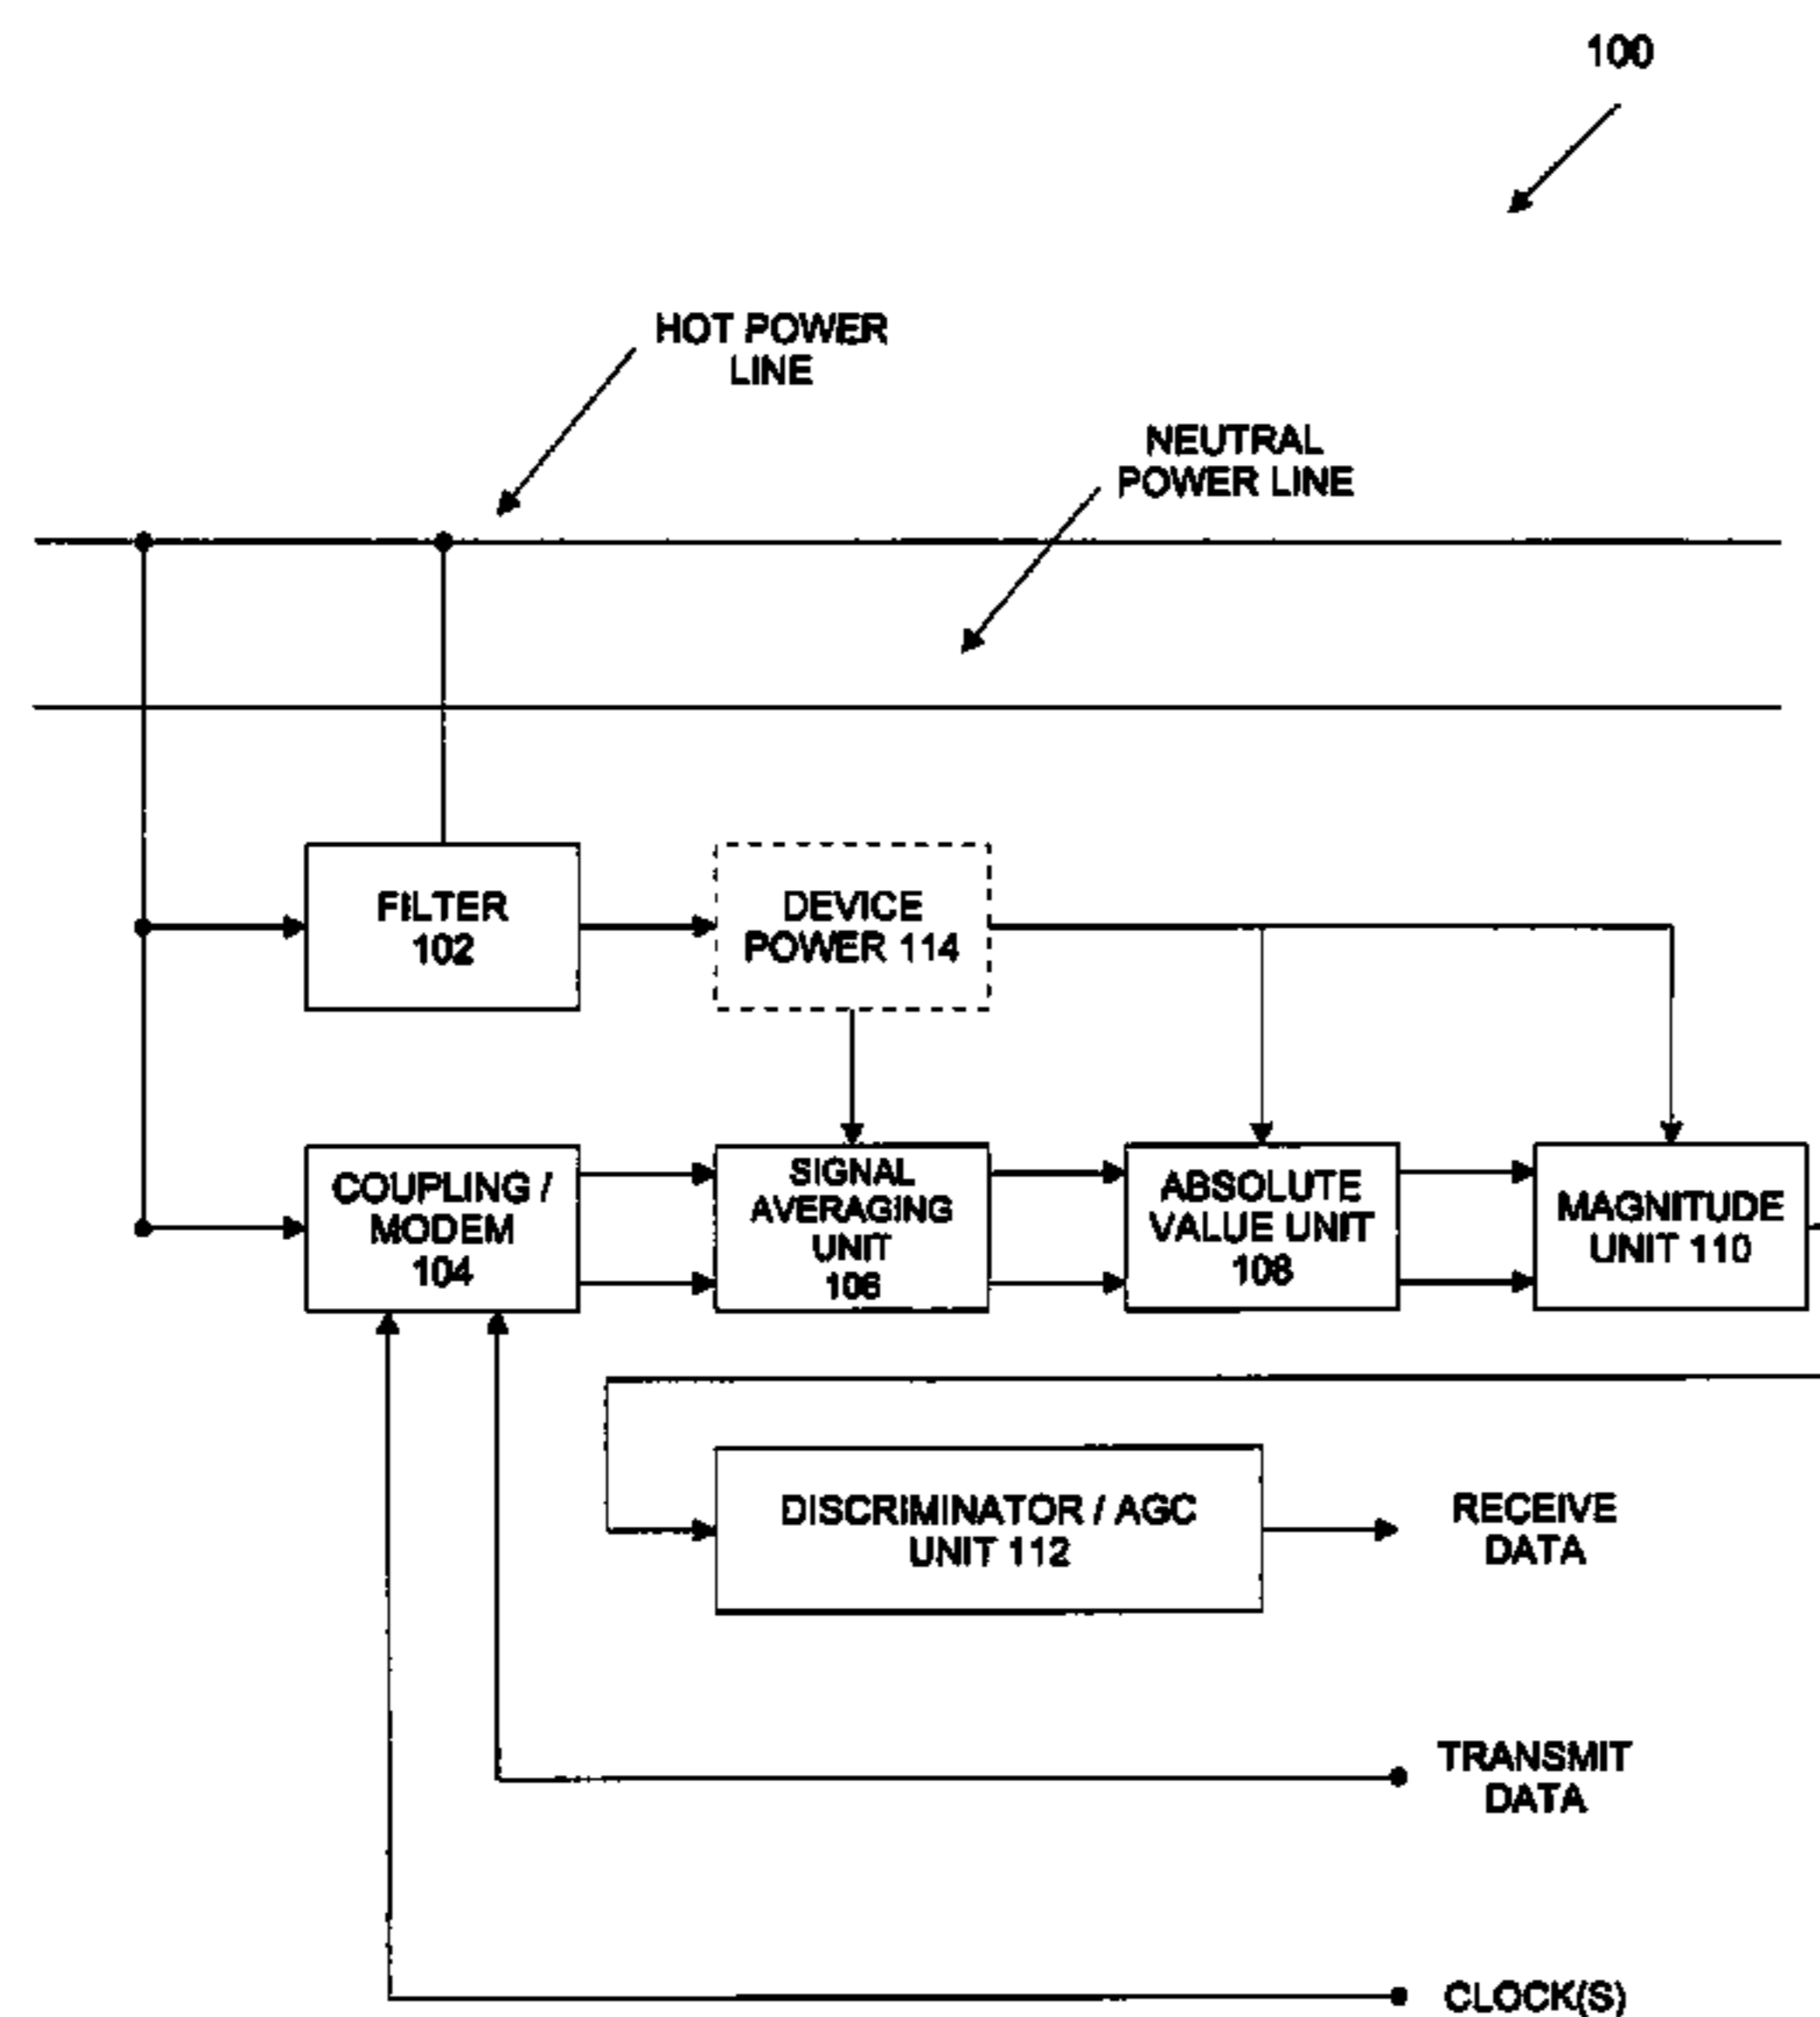 100
HOT POWER
LINE
NEUTRAL
POWER LINE
FILTER
102
DEVICE
POWER 114
COUPLING /
MODEM
104
SIGNAL
AVERAGING
UNIT
106
ABSOLUTE
VALUE UNIT
108
MAGNITUDE
UNIT 110
DISCRIMINATOR / AGC
UNIT 112
RECEIVE
DATA
TRANSMIT
DATA
CLOCK(S)